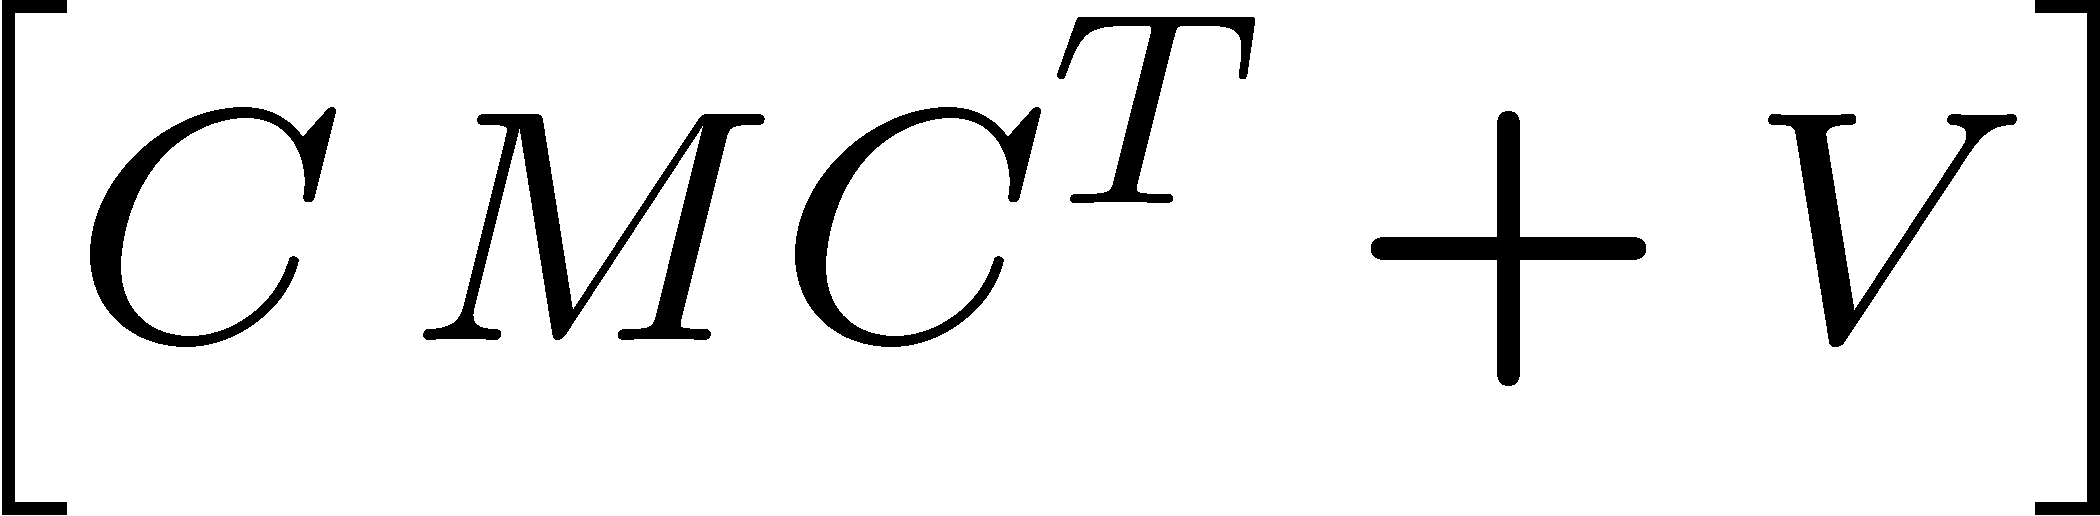 [C MC^T + V]